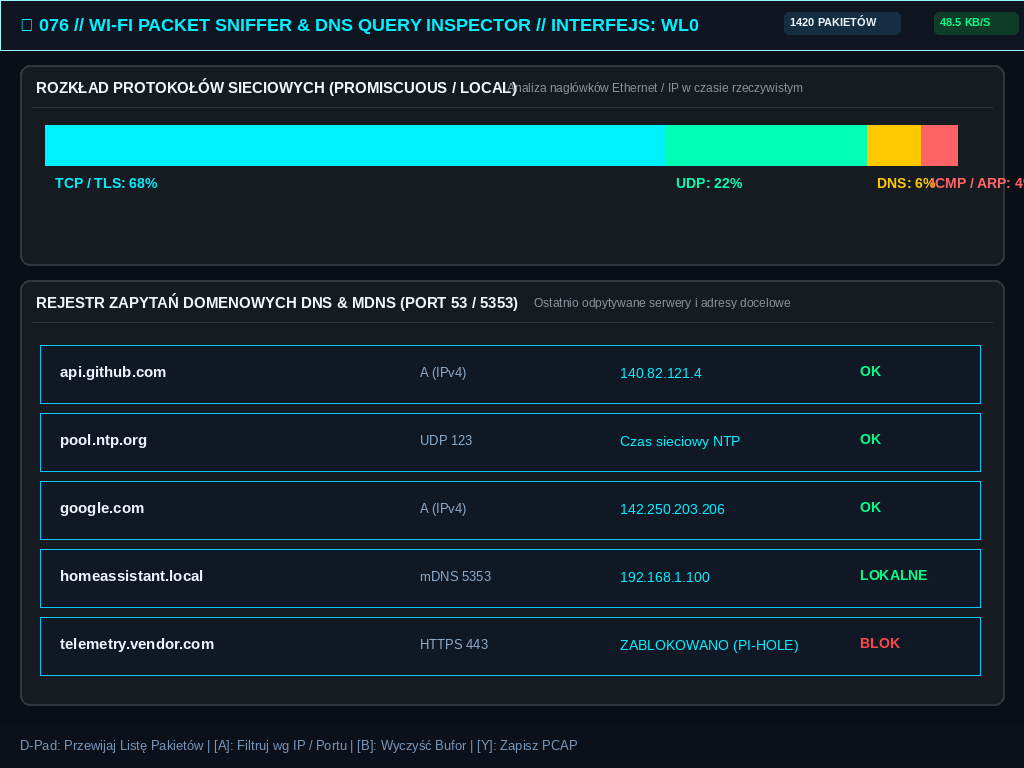 076 // WI-FI PACKET SNIFFER & DNS QUERY INSPECTOR // INTERFEJS: WL0
1420 PAKIETÓW
48.5 KB/S
ROZKŁAD PROTOKOŁÓW SIECIOWYCH (PROMISCUOUS / LOCAL)
Analiza nagłówków Ethernet / IP w czasie rzeczywistym
TCP / TLS: 68%
UDP: 22%
DNS: 6%
ICMP / ARP: 4%
REJESTR ZAPYTAŃ DOMENOWYCH DNS & MDNS (PORT 53 / 5353)
Ostatnio odpytywane serwery i adresy docelowe
api.github.com A (IPv4) 140.82.121.4 OK
pool.ntp.org UDP 123 Czas sieciowy NTP OK
google.com A (IPv4) 142.250.203.206 OK
homeassistant.local mDNS 5353 192.168.1.100 LOKALNE
telemetry.vendor.com HTTPS 443 ZABLOKOWANO (PI-HOLE) BLOK
D-Pad: Przewijaj Listę Pakietów | [A]: Filtruj wg IP / Portu | [B]: Wyczyść Bufor | [Y]: Zapisz PCAP